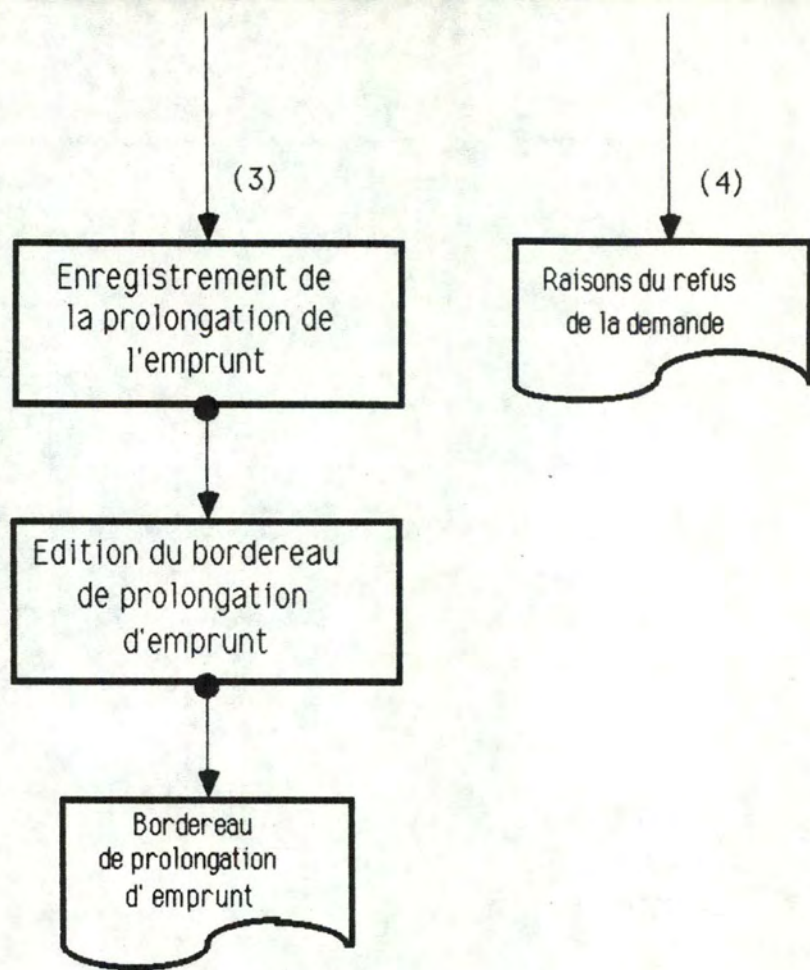 (3)
Enregistrement de
la prolongation de
l'emprunt
Edition du bordereau
de prolongation
d'emprunt
Bordereau
de prolongation
d' emprunt
(4)
Raisons du refus
de la demande